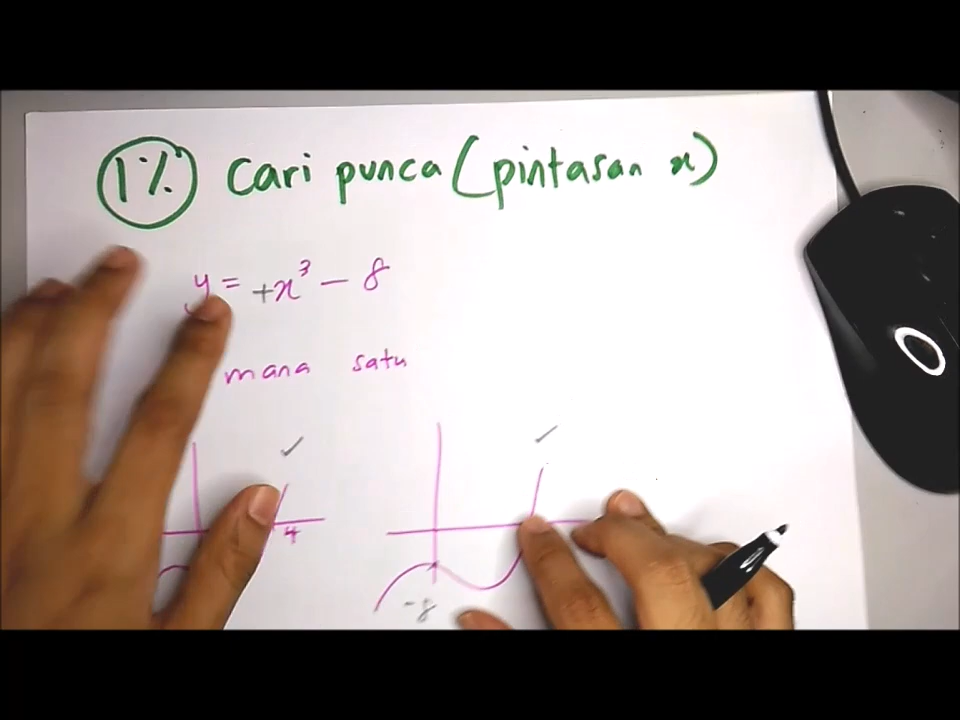 1% Cari punca (pintasan x)
y = +x³ - 8
mana satu
4
-8